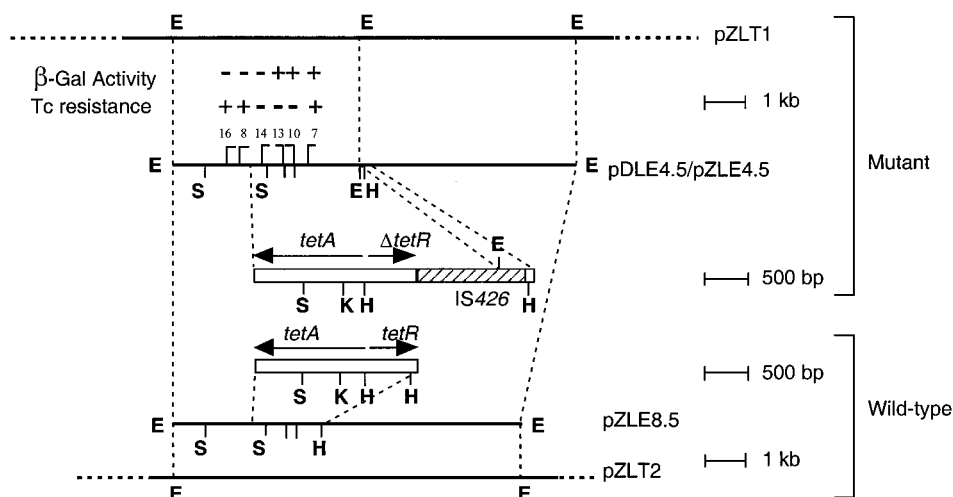 E E E pZLT1
β-Gal Activity - - - + + +
Tc resistance + + - - - +
1 kb
16 8 14 13 10 7
E E pDLE4.5/pZLE4.5
S S E H
Mutant
E
tetA ΔtetR
500 bp
IS426
S K H H
tetA tetR
500 bp
S K H H
Wild-type
E E pZLE8.5
S S H
1 kb
pZLT2
E E